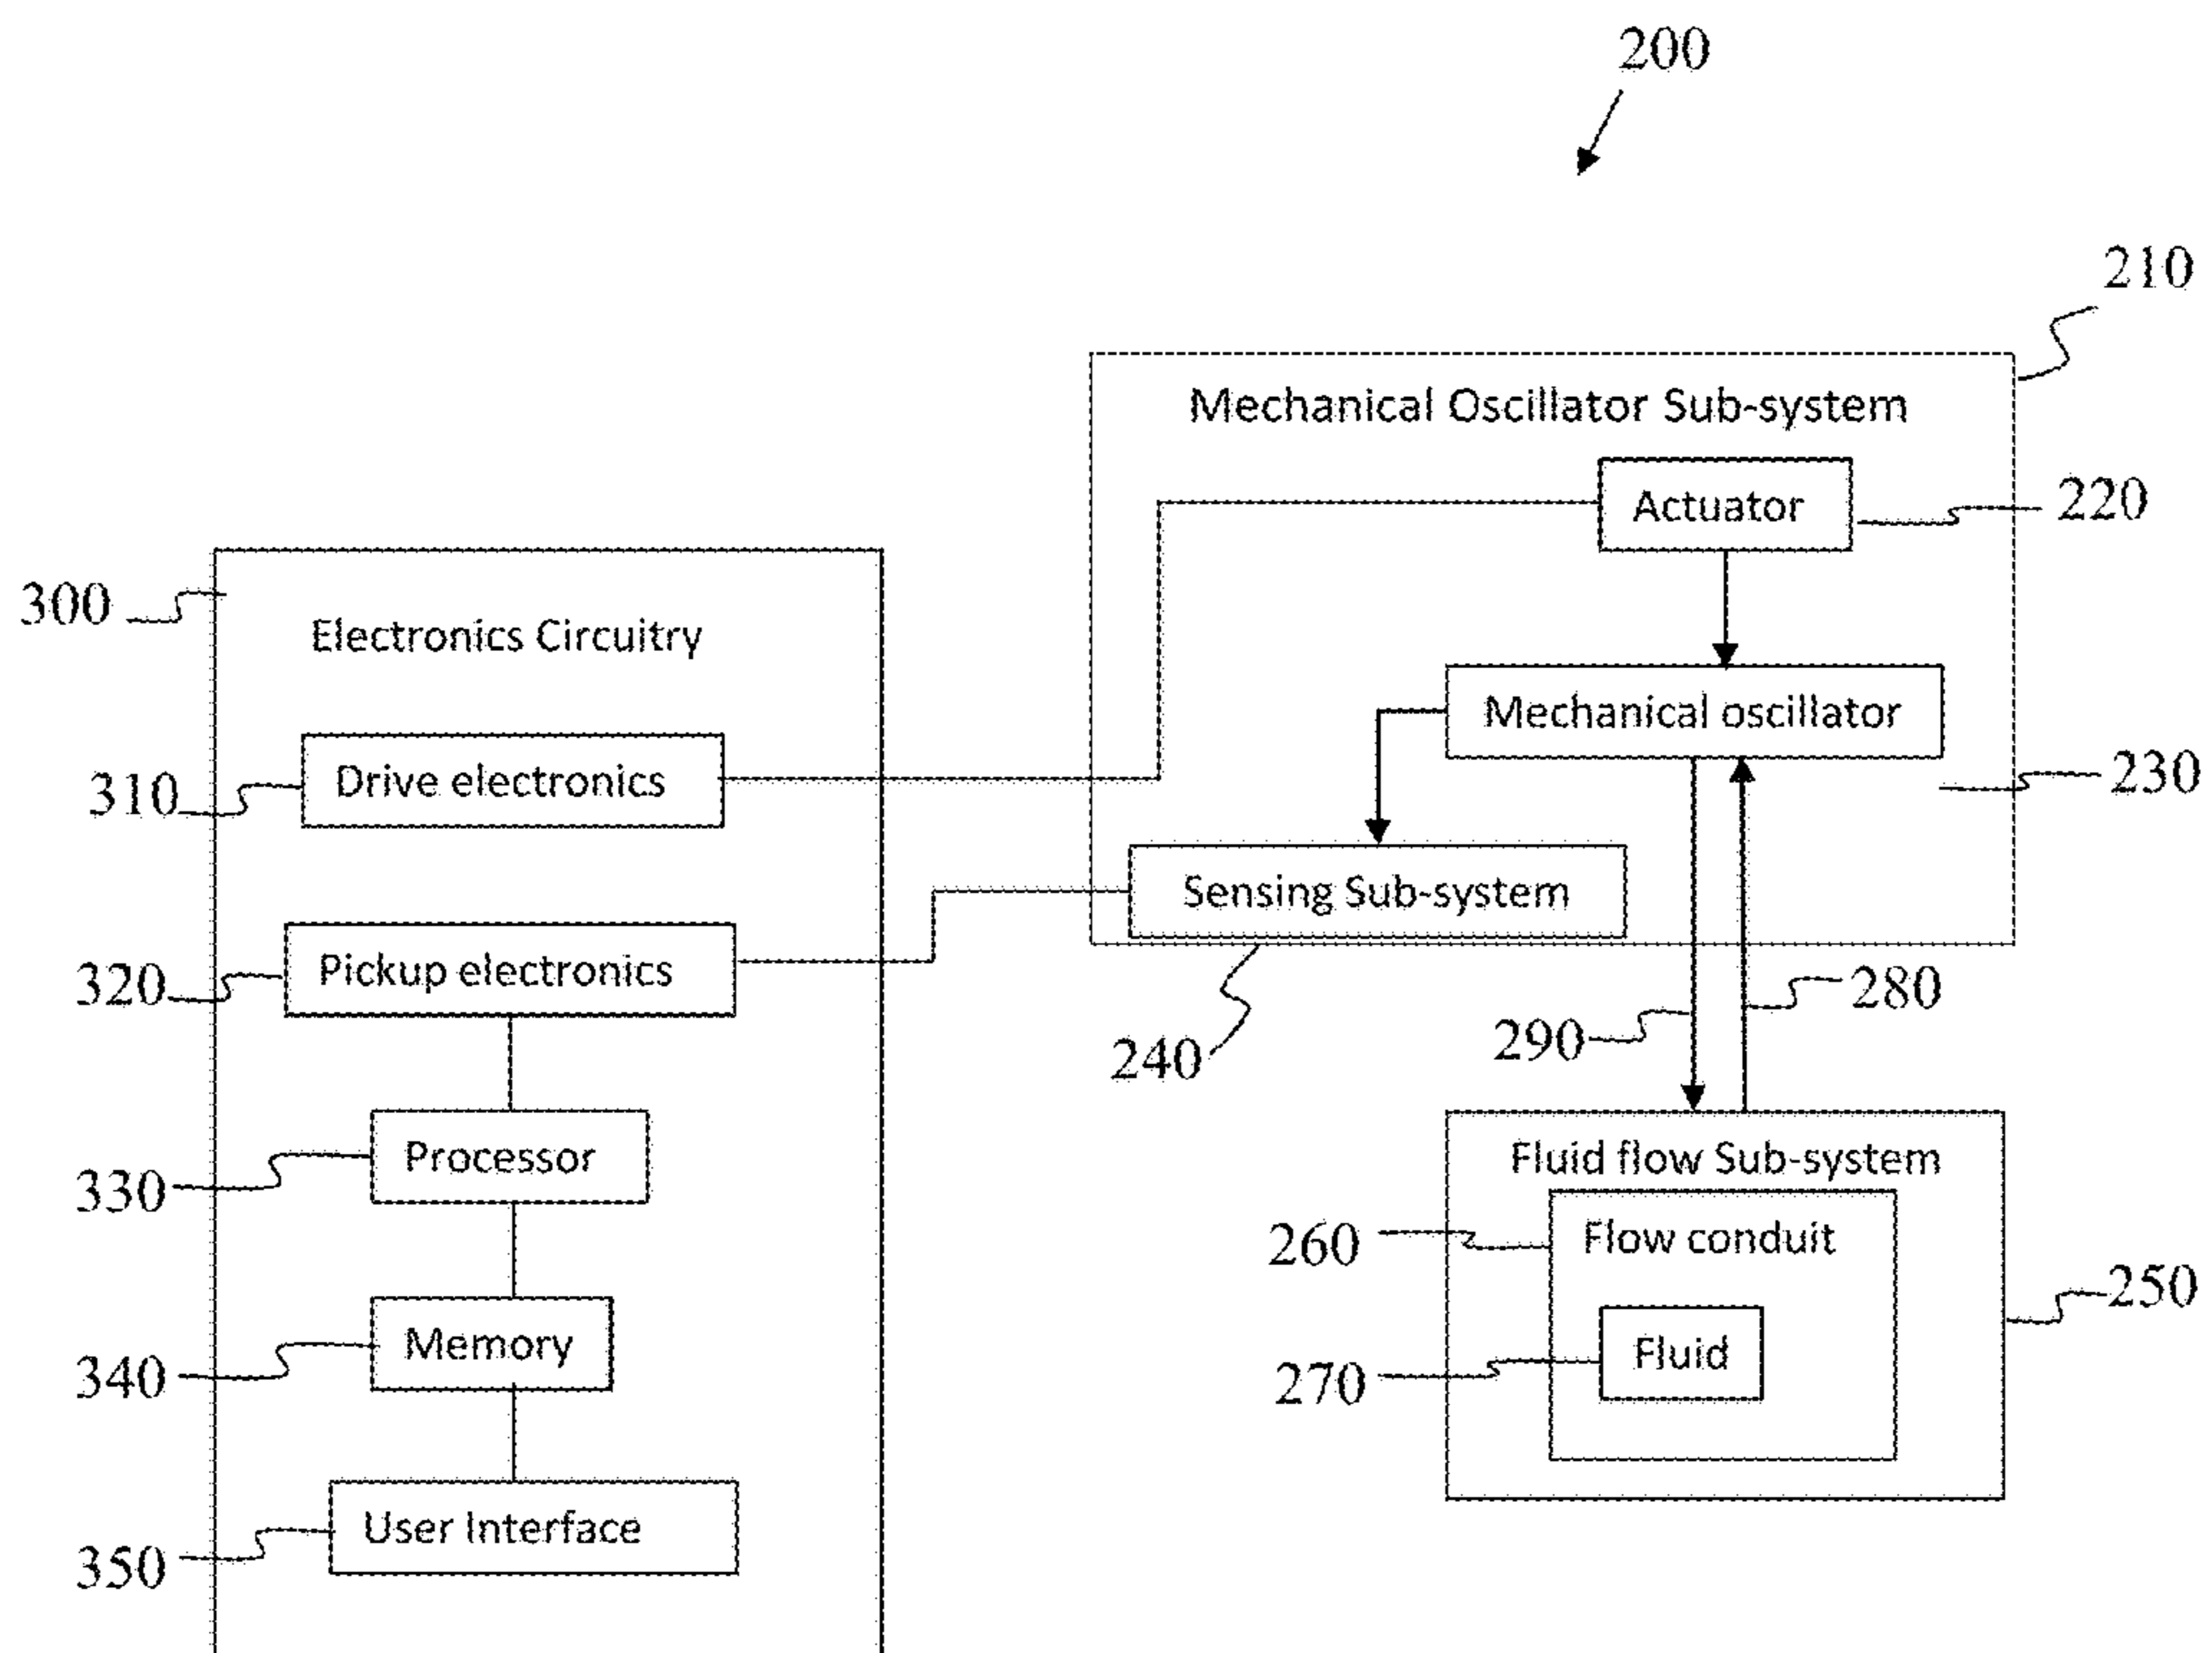 200
210
Mechanical Oscillator Sub-system
Actuator
220
300
Electronics Circuitry
Mechanical oscillator
230
310
Drive electronics
Sensing Sub-system
240
320
Pickup electronics
290
280
330
Processor
Fluid flow Sub-system
260
Flow conduit
250
340
Memory
270
Fluid
350
User Interface